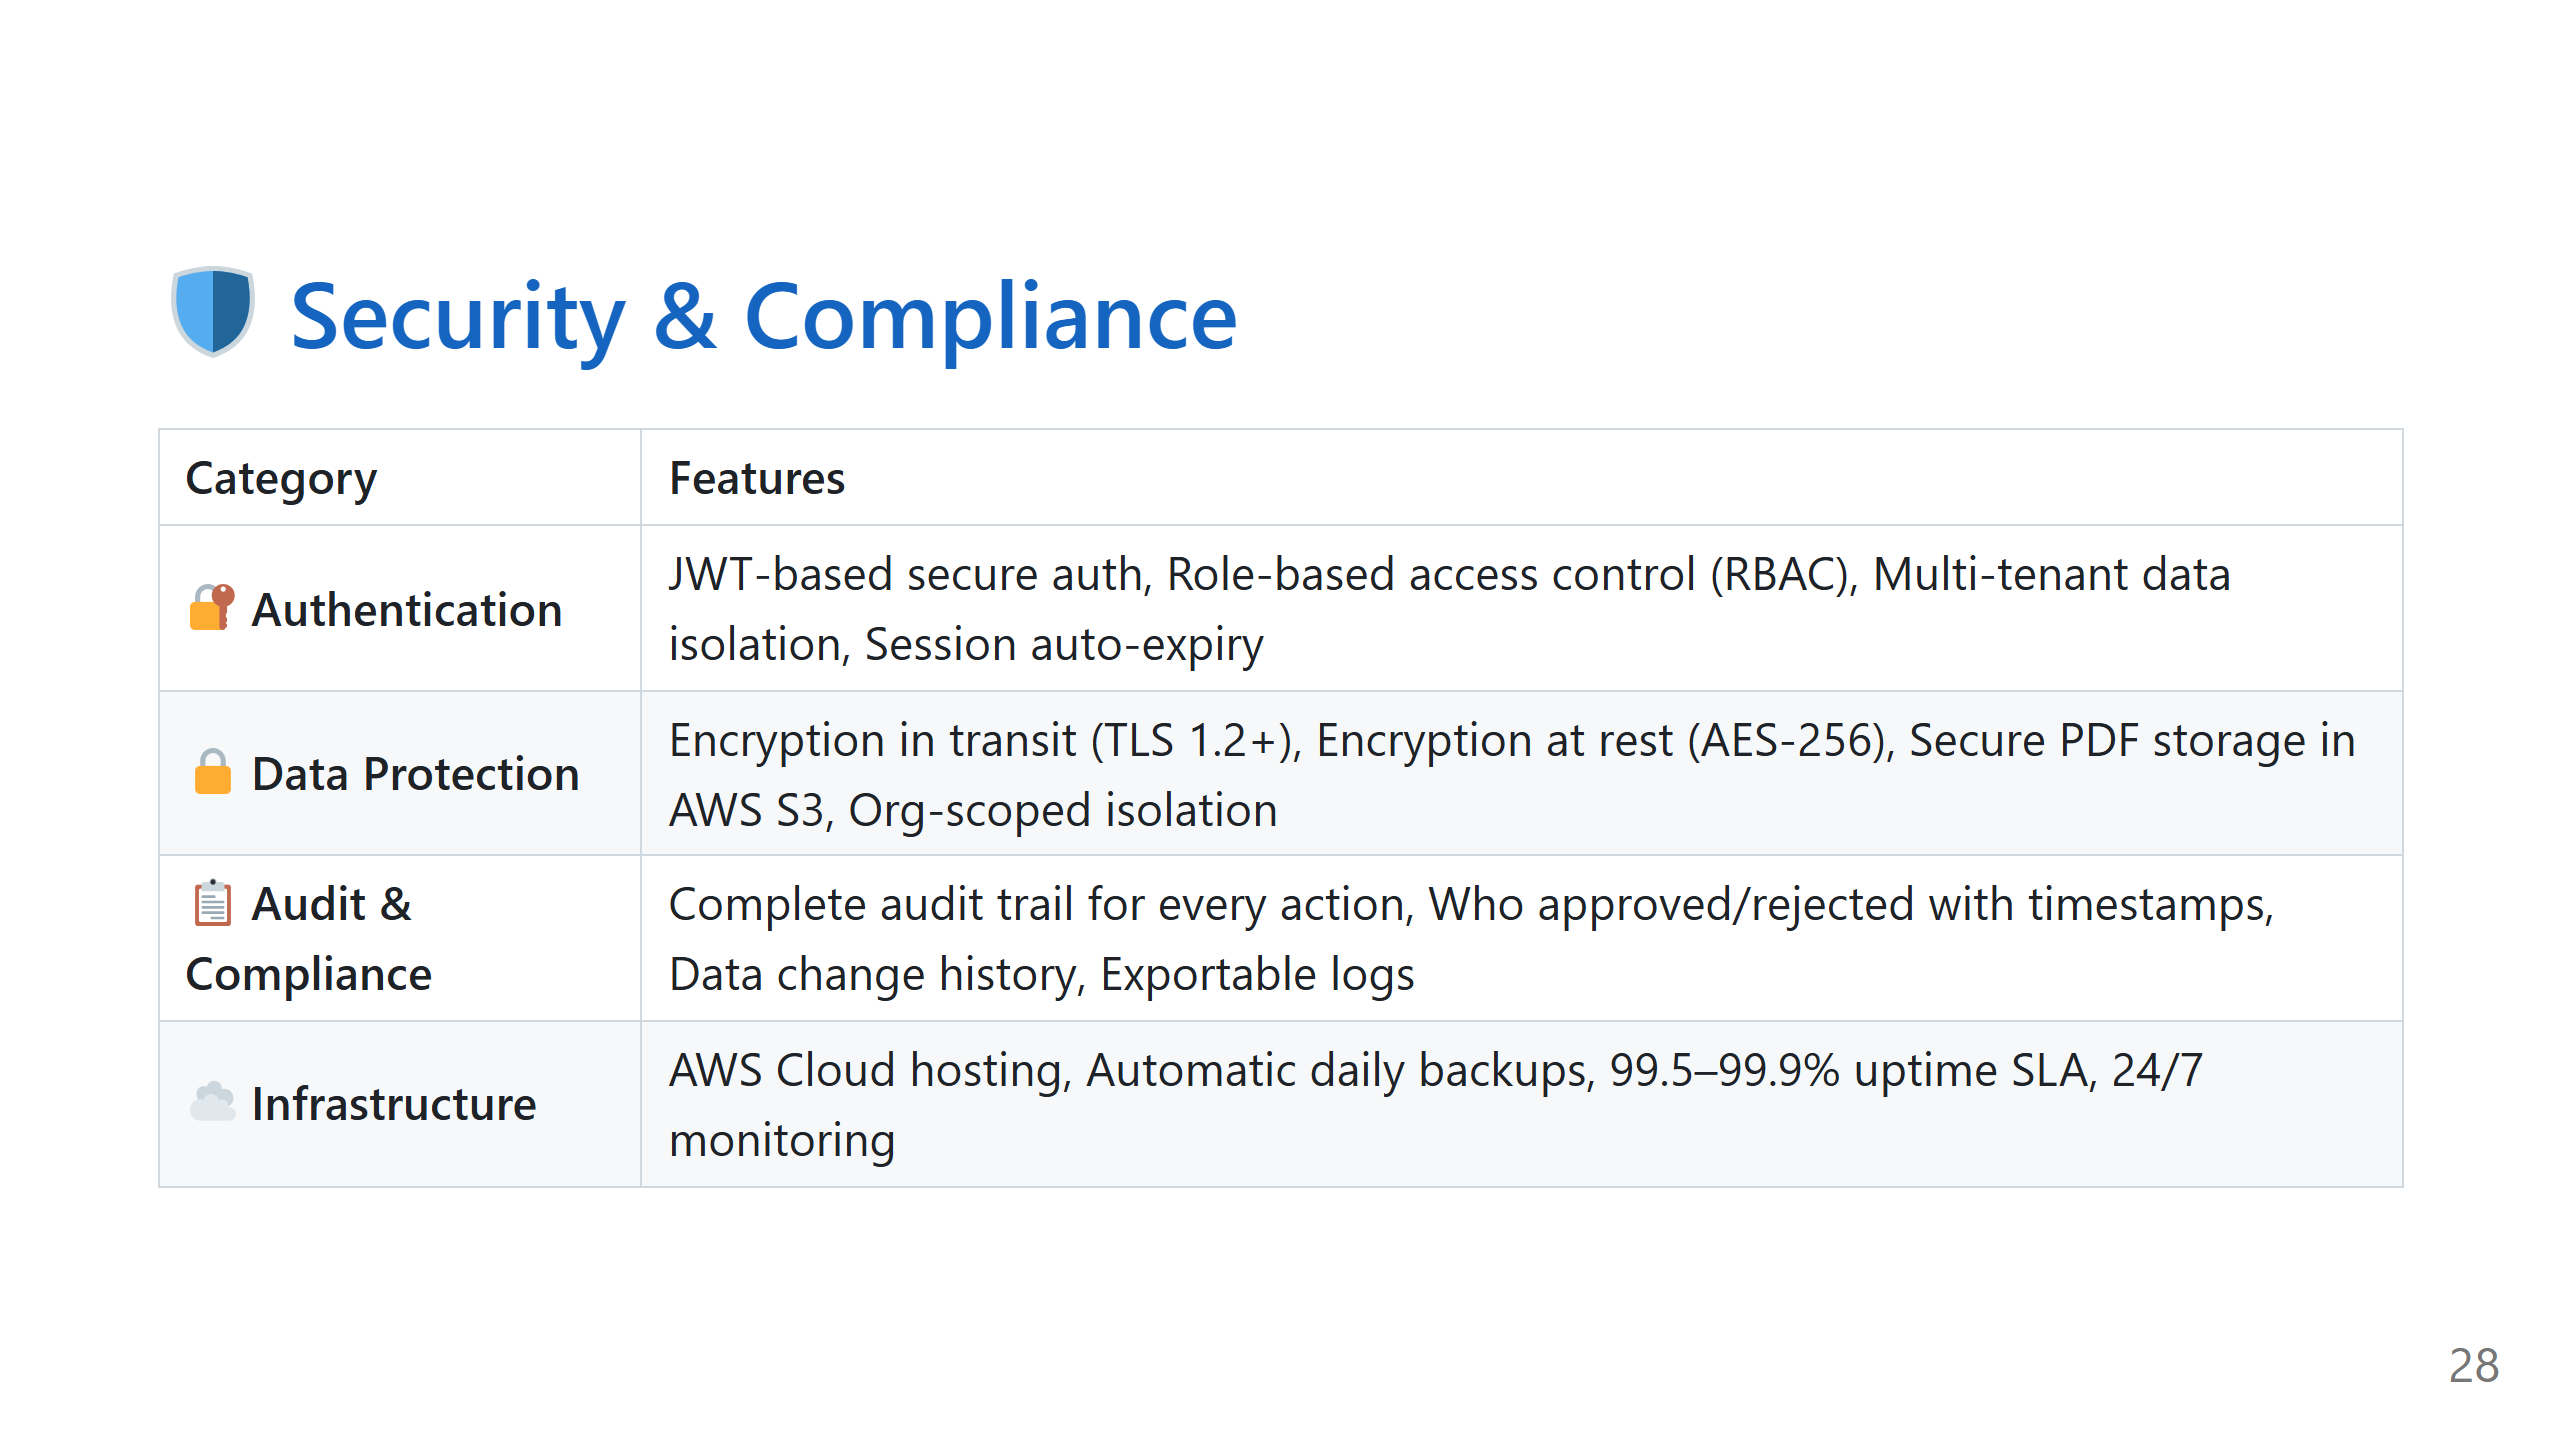 Security & Compliance
Category
Features
Authentication
JWT-based secure auth, Role-based access control (RBAC), Multi-tenant data
isolation, Session auto-expiry
Data Protection
Encryption in transit (TLS 1.2+), Encryption at rest (AES-256), Secure PDF storage in
AWS S3, Org-scoped isolation
Audit &
Compliance
Complete audit trail for every action, Who approved/rejected with timestamps,
Data change history, Exportable logs
Infrastructure
AWS Cloud hosting, Automatic daily backups, 99.5–99.9% uptime SLA, 24/7
monitoring
28